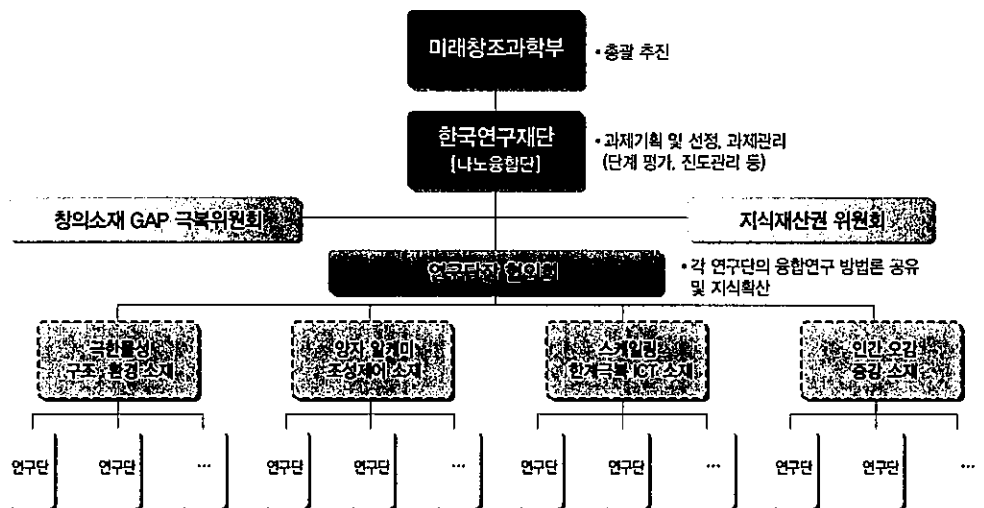 미래창조과학부
• 총괄 추진
한국연구재단
[나노융합단]
• 과제기획 및 선정, 과제관리
(단계 평가, 진도관리 등)
창의소재 GAP 극복위원회
지식재산권 위원회
연구단장 협의회
• 각 연구단의 융합연구 방법론 공유
및 지식확산
극한물성
구조 · 환경 소재
양자 알케미
조성제어 소재
스케일링
한계극복 ICT 소재
인간 오감
증강 소재
연구단 연구단 ... 연구단 연구단 ... 연구단 연구단 ... 연구단 연구단 ...